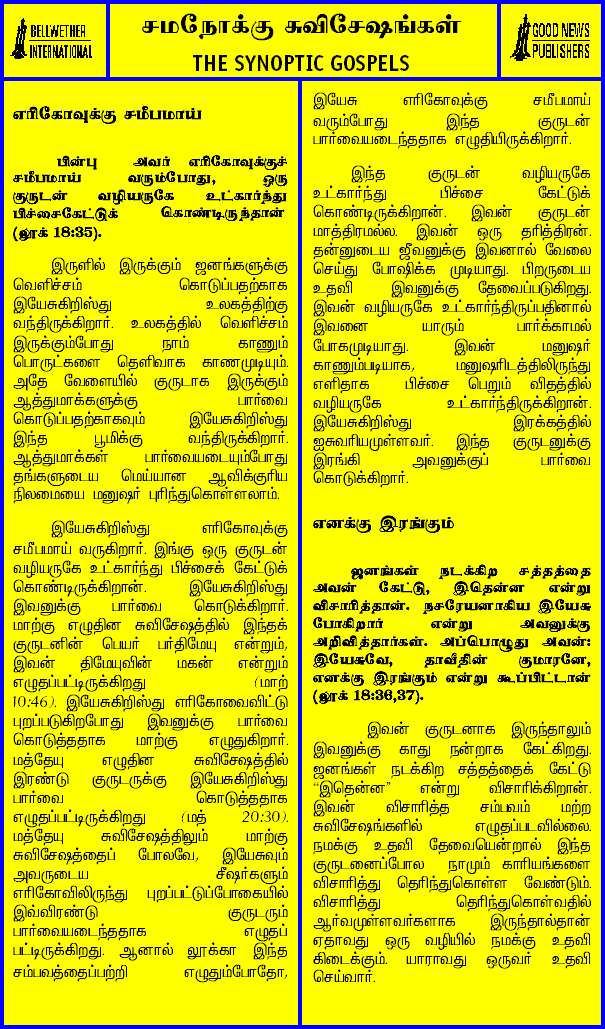 BELLWETHER
INTERNATIONAL
சமநோக்கு சுவிசேஷங்கள்
THE SYNOPTIC GOSPELS
GOOD NEWS
PUBLISHERS
எரிகோவுக்கு சமீபமாய்
பின்பு அவர் எரிகோவுக்குச்
சமீபமாய் வரும்போது, ஒரு
குருடன் வழியருகே உட்கார்ந்து
பிச்சைகேட்டுக் கொண்டிருந்தான்
(லூக் 18:35).
இருளில் இருக்கும் ஜனங்களுக்கு
வெளிச்சம் கொடுப்பதற்காக
இயேசுகிறிஸ்து உலகத்திற்கு
வந்திருக்கிறார். உலகத்தில் வெளிச்சம்
இருக்கும்போது நாம் காணும்
பொருட்களை தெளிவாக காணமுடியும்.
அதே வேளையில் குருடாக இருக்கும்
ஆத்துமாக்களுக்கு பார்வை
கொடுப்பதற்காகவும் இயேசுகிறிஸ்து
இந்த பூமிக்கு வந்திருக்கிறார்.
ஆத்துமாக்கள் பார்வையடையும்போது
தங்களுடைய மெய்யான ஆவிக்குரிய
நிலமையை மனுஷர் புரிந்துகொள்ளலாம்.
இயேசுகிறிஸ்து எரிகோவுக்கு
சமீபமாய் வருகிறார். இங்கு ஒரு குருடன்
வழியருகே உட்கார்ந்து பிச்சைக் கேட்டுக்
கொண்டிருக்கிறான். இயேசுகிறிஸ்து
இவனுக்கு பார்வை கொடுக்கிறார்.
மாற்கு எழுதின சுவிசேஷத்தில் இந்தக்
குருடனின் பெயர் பர்திமேயு என்றும்,
இவன் திமேயுவின் மகன் என்றும்
எழுதப்பட்டிருக்கிறது (மாற்
10:46). இயேசுகிறிஸ்து எரிகோவைவிட்டு
புறப்படுகிறபோது இவனுக்கு பார்வை
கொடுத்ததாக மாற்கு எழுதுகிறார்.
மத்தேயு எழுதின சுவிசேஷத்தில்
இரண்டு குருடருக்கு இயேசுகிறிஸ்து
பார்வை கொடுத்ததாக
எழுதப்பட்டிருக்கிறது (மத் 20:30).
மத்தேயு சுவிசேஷத்திலும் மாற்கு
சுவிசேஷத்தைப் போலவே, இயேசுவும்
அவருடைய சீஷர்களும்
எரிகோவிலிருந்து புறப்பட்டுப்போகையில்
இவ்விரண்டு குருடரும்
பார்வையடைந்ததாக எழுதப்
பட்டிருக்கிறது. ஆனால் லூக்கா இந்த
சம்பவத்தைப்பற்றி எழுதும்போதோ,
இயேசு எரிகோவுக்கு சமீபமாய்
வரும்போது இந்த குருடன்
பார்வையடைந்ததாக எழுதியிருக்கிறார்.
இந்த குருடன் வழியருகே
உட்கார்ந்து பிச்சை கேட்டுக்
கொண்டிருக்கிறான். இவன் குருடன்
மாத்திரமல்ல. இவன் ஒரு தரித்திரன்.
தன்னுடைய ஜீவனுக்கு இவனால் வேலை
செய்து போஷிக்க முடியாது. பிறருடைய
உதவி இவனுக்கு தேவைப்படுகிறது.
இவன் வழியருகே உட்கார்ந்திருப்பதினால்
இவனை யாரும் பார்க்காமல்
போகமுடியாது. இவன் மனுஷர்
காணும்படியாக, மனுஷரிடத்திலிருந்து
எளிதாக பிச்சை பெறும் விதத்தில்
வழியருகே உட்கார்ந்திருக்கிறான்.
இயேசுகிறிஸ்து இரக்கத்தில்
ஐசுவரியமுள்ளவர். இந்த குருடனுக்கு
இரங்கி அவனுக்குப் பார்வை
கொடுக்கிறார்.
எனக்கு இரங்கும்
ஜனங்கள் நடக்கிற சத்தத்தை
அவன் கேட்டு, இதென்ன என்று
விசாரித்தான். நசரேயனாகிய இயேசு
போகிறார் என்று அவனுக்கு
அறிவித்தார்கள். அப்பொழுது அவன்:
இயேசுவே, தாவீதின் குமாரனே,
எனக்கு இரங்கும் என்று கூப்பிட்டான்
(லூக் 18:36,37).
இவன் குருடனாக இருந்தாலும்
இவனுக்கு காது நன்றாக கேட்கிறது.
ஜனங்கள் நடக்கிற சத்தத்தைக் கேட்டு
“இதென்ன” என்று விசாரிக்கிறான்.
இவன் விசாரித்த சம்பவம் மற்ற
சுவிசேஷங்களில் எழுதப்படவில்லை.
நமக்கு உதவி தேவையென்றால் இந்த
குருடனைப்போல நாமும் காரியங்களை
விசாரித்து தெரிந்துகொள்ள வேண்டும்.
விசாரித்து தெரிந்துகொள்வதில்
ஆர்வமுள்ளவர்களாக இருந்தால்தான்
ஏதாவது ஒரு வழியில் நமக்கு உதவி
கிடைக்கும். யாராவது ஒருவர் உதவி
செய்வார்.